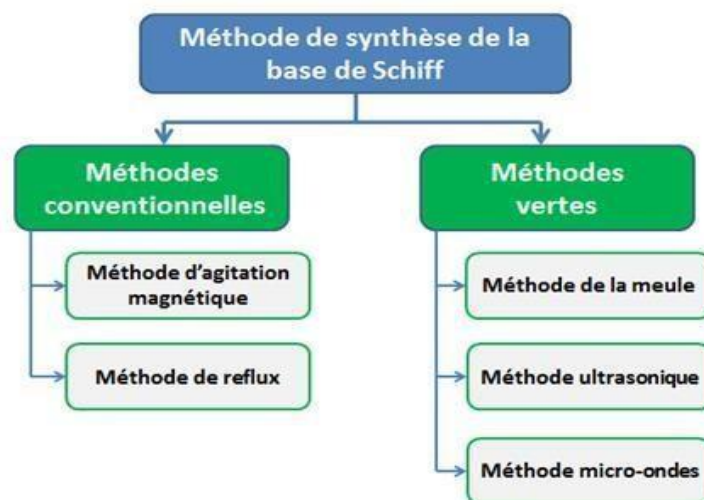 Méthode de synthèse de la
base de Schiff
Méthodes
conventionnelles
Méthode d’agitation
magnétique
Méthode de reflux
Méthodes
vertes
Méthode de la meule
Méthode ultrasonique
Méthode micro-ondes